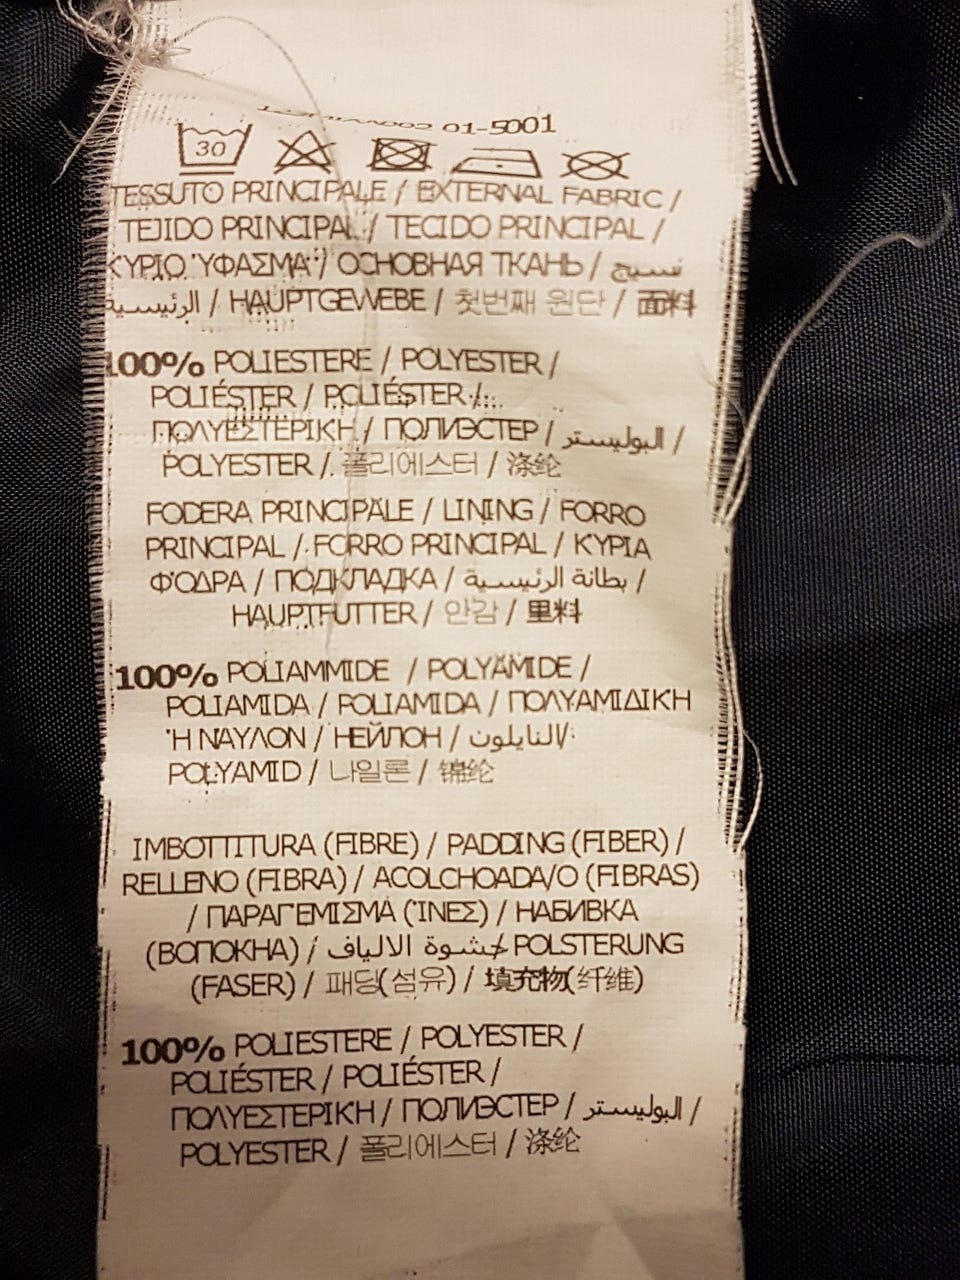 01-5001
30
TESSUTO PRINCIPALE / EXTERNAL FABRIC /
TEJIDO PRINCIPAL / TECIDO PRINCIPAL /
ΚΥΡΙΟ ΎΦΑΣΜΑ / ОСНОВНАЯ ТКАНЬ / نسيج
الرئيسية / HAUPTGEWEBE / 첫번째 원단 / 面料
100% POLIESTERE / POLYESTER /
POLIÉSTER / POLIÉSTER /
ΠΟΛΥΕΣΤΕΡΙΚΗ / ПОЛИЭСТЕР / البوليستر /
POLYESTER / 폴리에스터 / 涤纶
FODERA PRINCIPALE / LINING / FORRO
PRINCIPAL / FORRO PRINCIPAL / ΚΥΡΙΑ
ΦΌΔΡΑ / ПОДКЛАДКА / بطانة الرئيسية /
HAUPTFUTTER / 안감 / 里料
100% POLIAMMIDE / POLYAMIDE /
POLIAMIDA / POLIAMIDA / ΠΟΛΥΑΜΙΔΙΚΗ
Ή ΝΑΥΛΟΝ / НЕЙЛОН / النايلون /
POLYAMID / 나일론 / 锦纶
IMBOTTITURA (FIBRE) / PADDING (FIBER) /
RELLENO (FIBRA) / ACOLCHOADA/O (FIBRAS)
/ ΠΑΡΑΓΕΜΙΣΜΑ (ΊΝΕΣ) / НАБИВКА
(ВОПОКНА) / حشوة الالياف / POLSTERUNG
(FASER) / 패딩(섬유) / 填充物(纤维)
100% POLIESTERE / POLYESTER /
POLIÉSTER / POLIÉSTER /
ΠΟΛΥΕΣΤΕΡΙΚΗ / ПОЛИЭСТЕР / البوليستر /
POLYESTER / 폴리에스터 / 涤纶